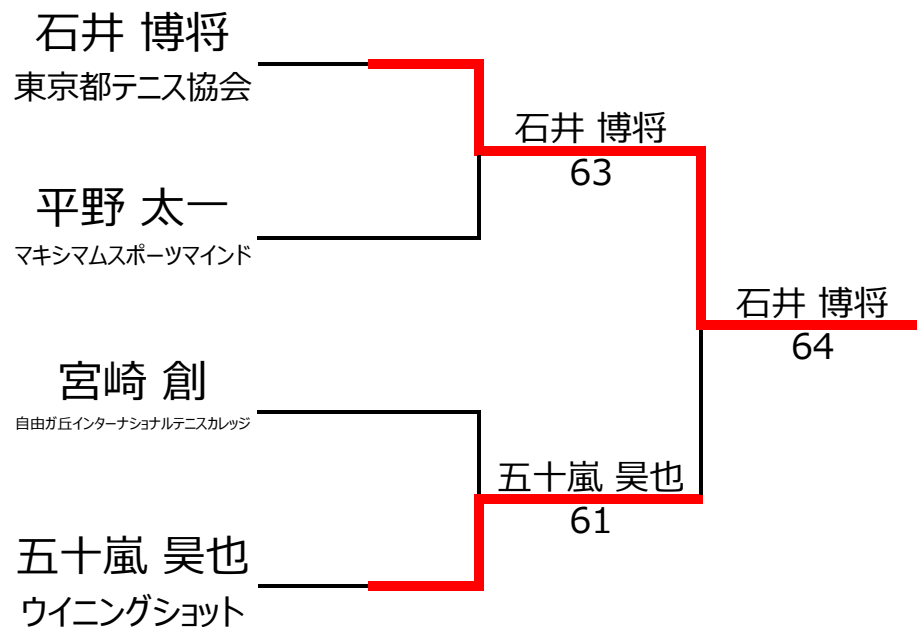 石井 博将
東京都テニス協会
石井 博将
63
平野 太一
マキシマムスポーツマインド
石井 博将
64
宮崎 創
自由ガ丘インターナショナルテニスカレッジ
五十嵐 昊也
61
五十嵐 昊也
ウイニングショット